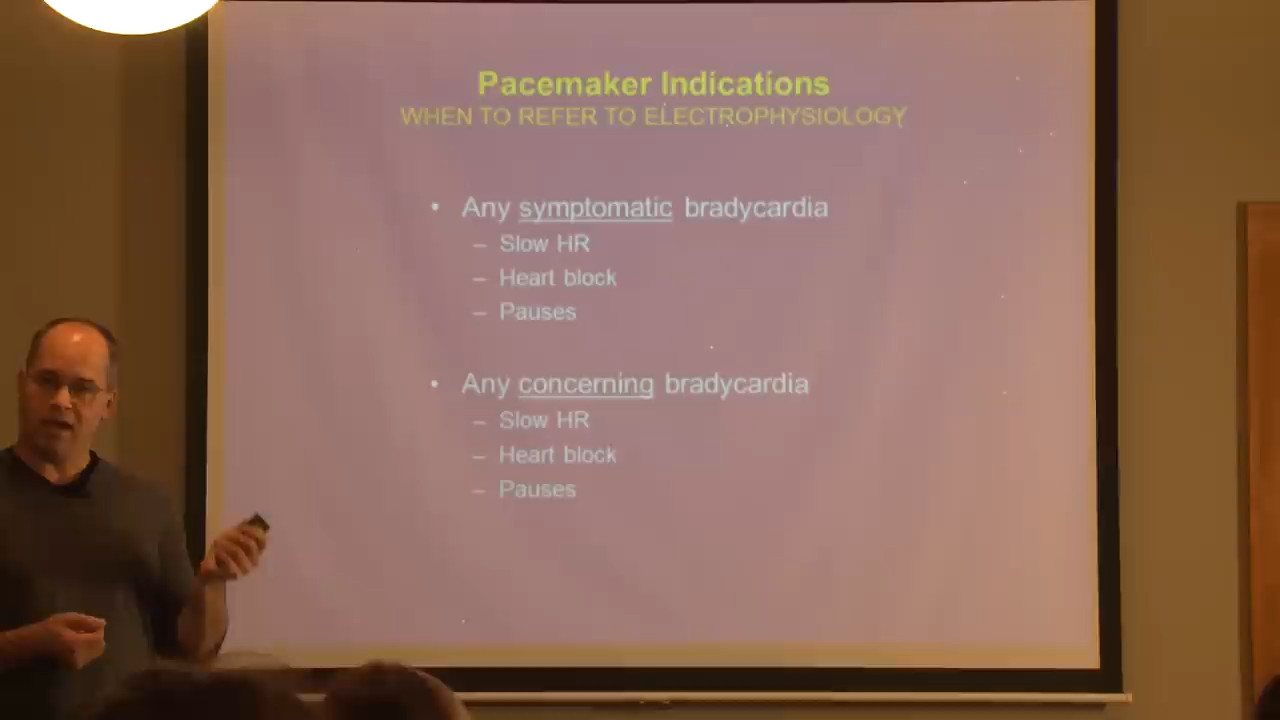 Pacemaker Indications
WHEN TO REFER TO ELECTROPHYSIOLOGY
• Any symptomatic bradycardia
– Slow HR
– Heart block
– Pauses
• Any concerning bradycardia
– Slow HR
– Heart block
– Pauses